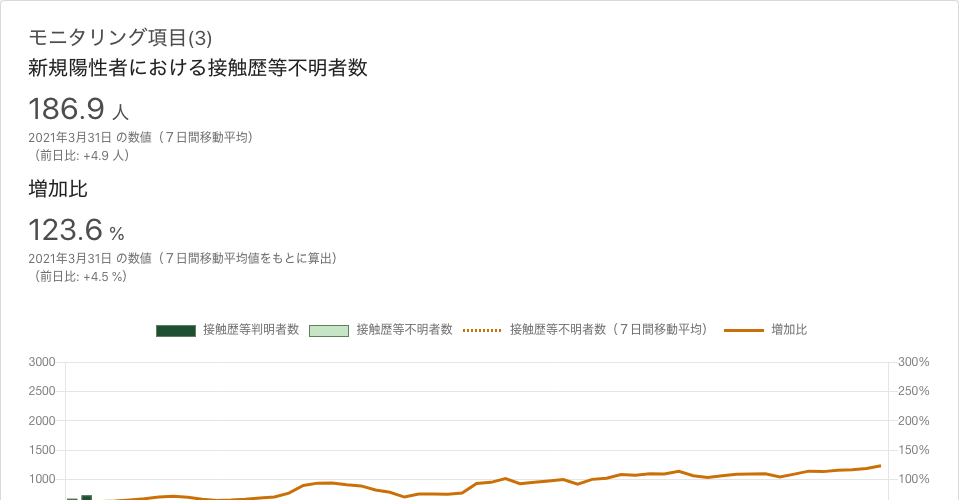 モニタリング項目(3)
新規陽性者における接触歴等不明者数
186.9 人
2021年3月31日 の数値（７日間移動平均）
（前日比: +4.9 人）
増加比
123.6 %
2021年3月31日 の数値（７日間移動平均値をもとに算出）
（前日比: +4.5 %）
接触歴等判明者数 接触歴等不明者数 接触歴等不明者数（７日間移動平均） 増加比
3000 300%
2500 250%
2000 200%
1500 150%
1000 100%